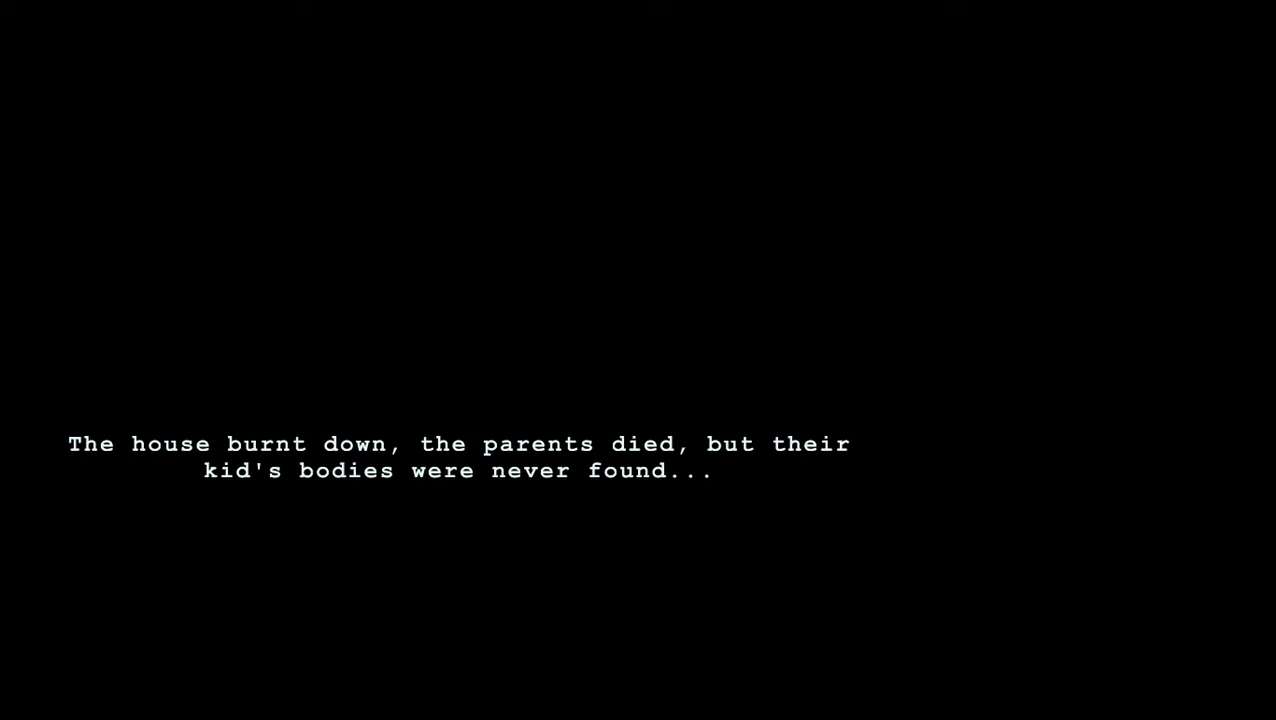 The house burnt down, the parents died, but their
kid's bodies were never found...